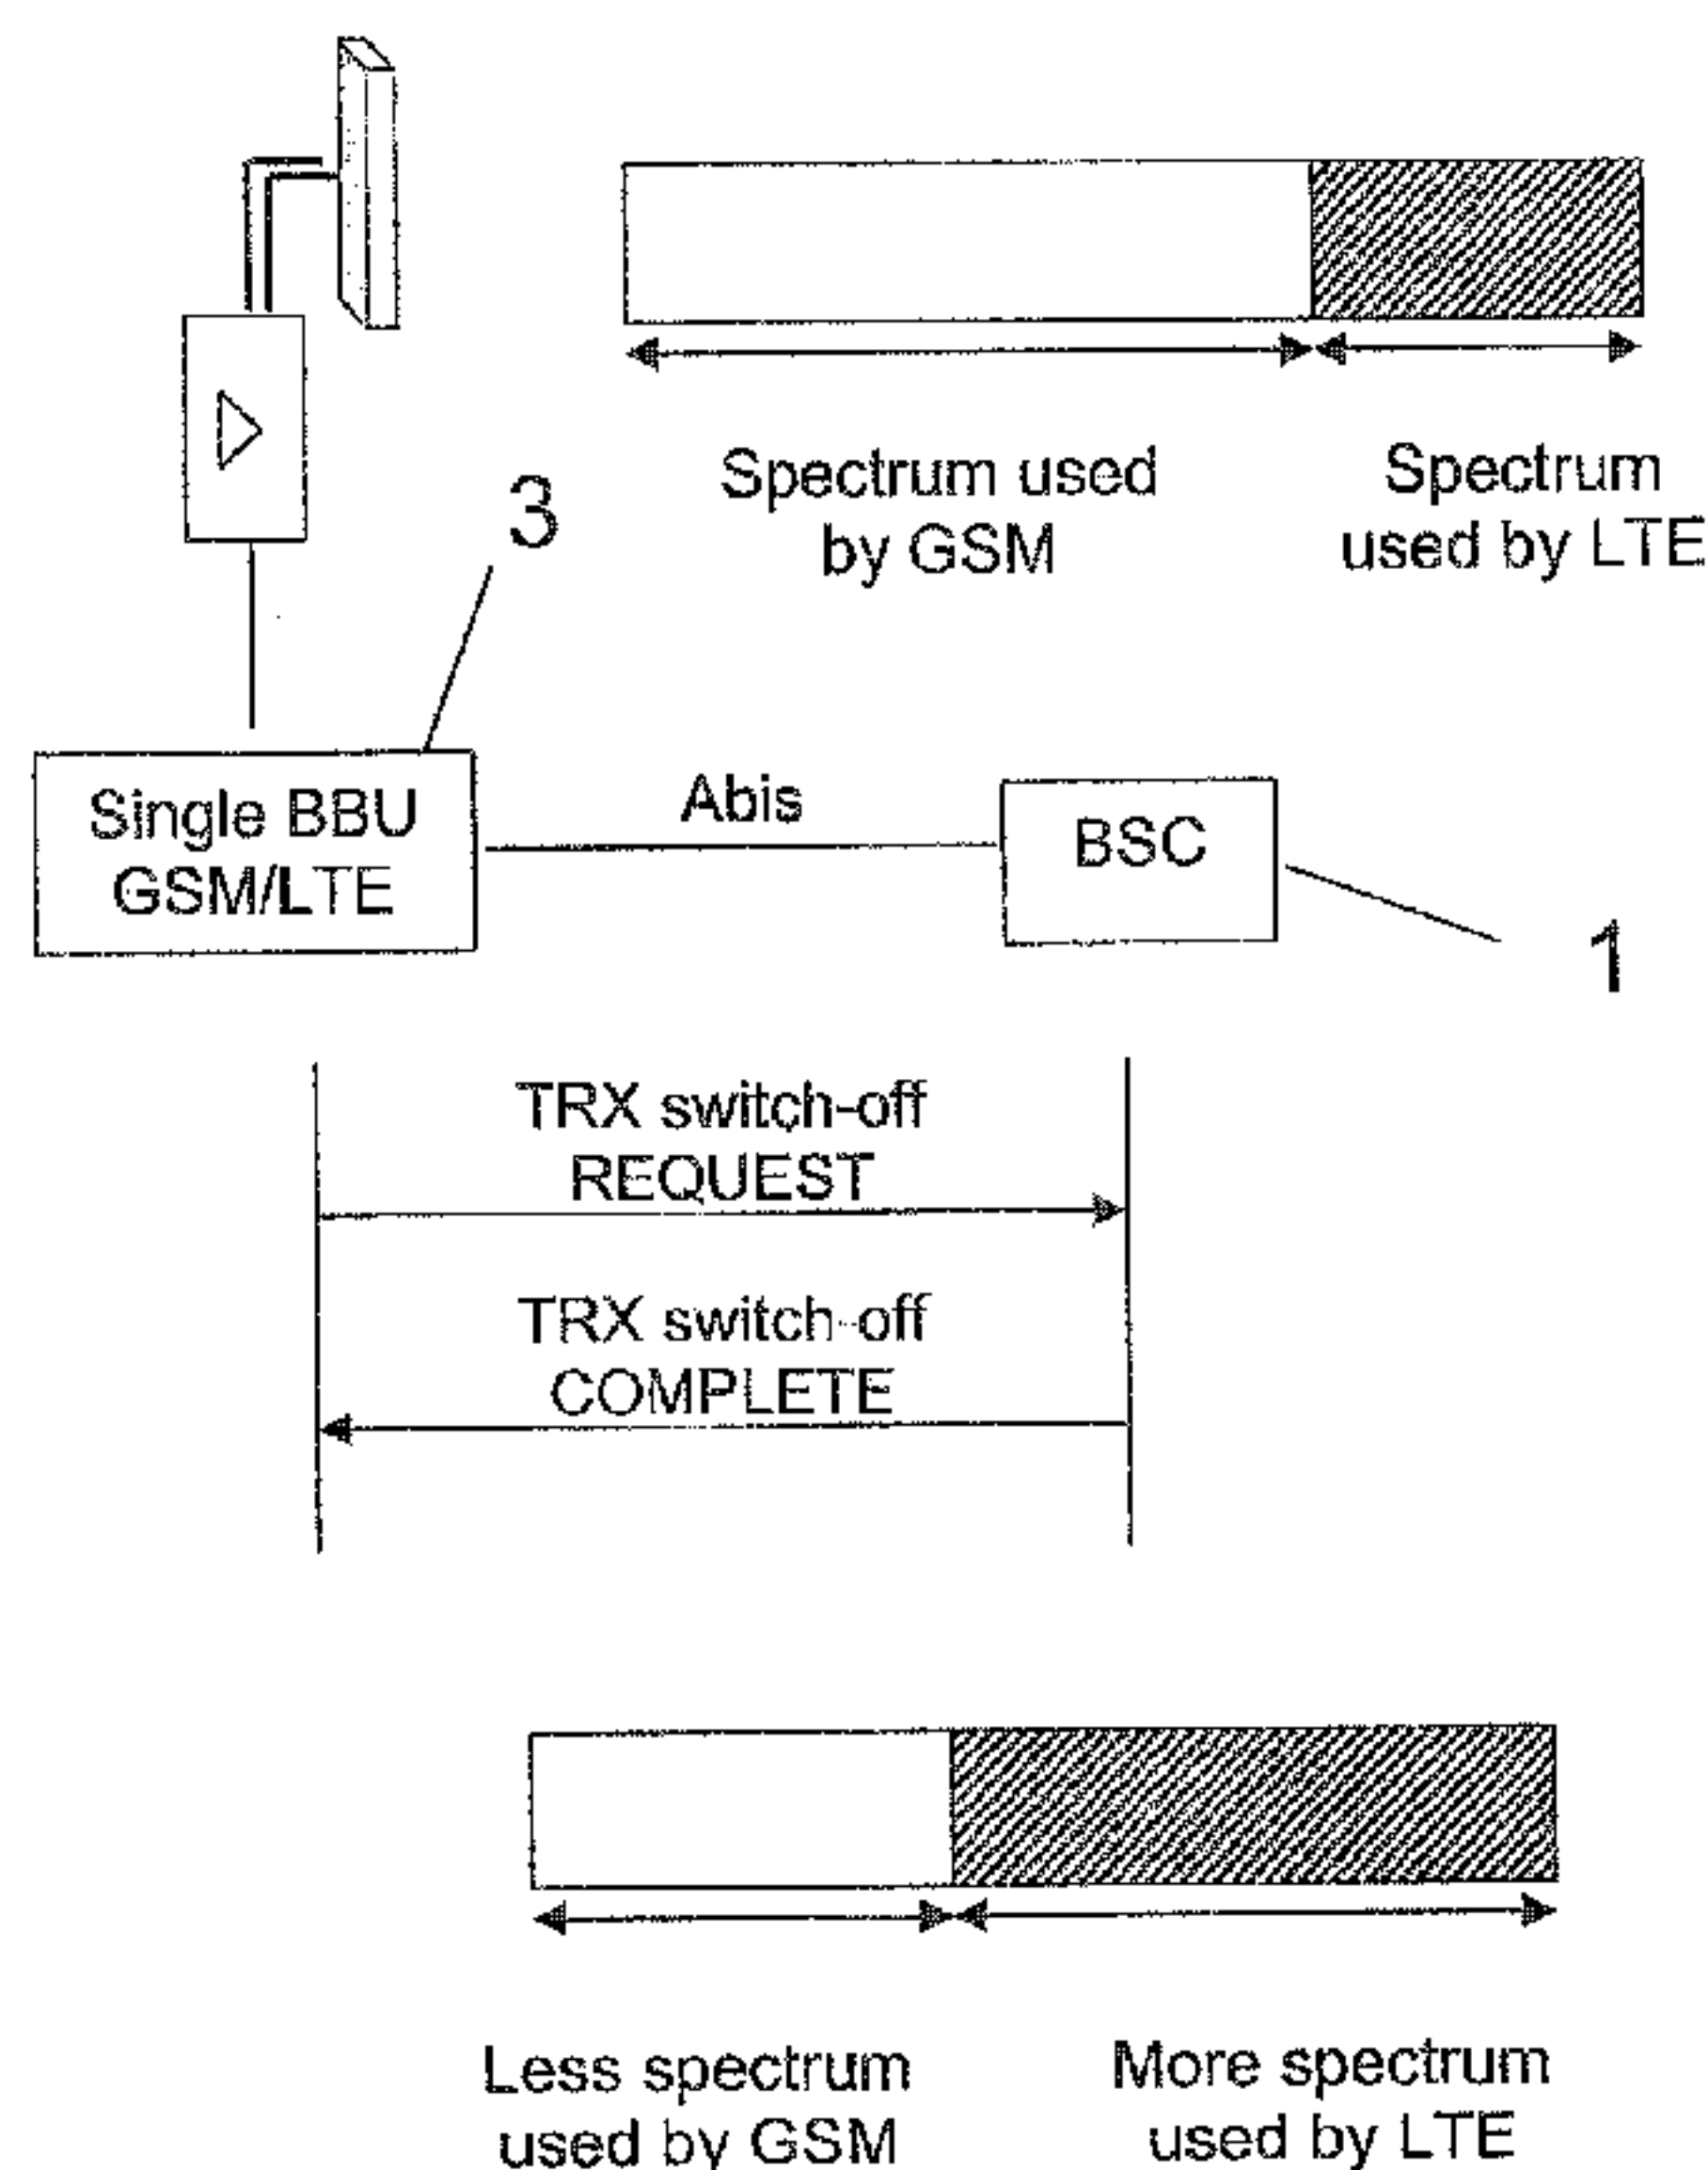 Spectrum used
by GSM
Spectrum
used by LTE
3
Single BBU
GSM/LTE
Abis
BSC
1
TRX switch-off
REQUEST
TRX switch-off
COMPLETE
Less spectrum
used by GSM
More spectrum
used by LTE